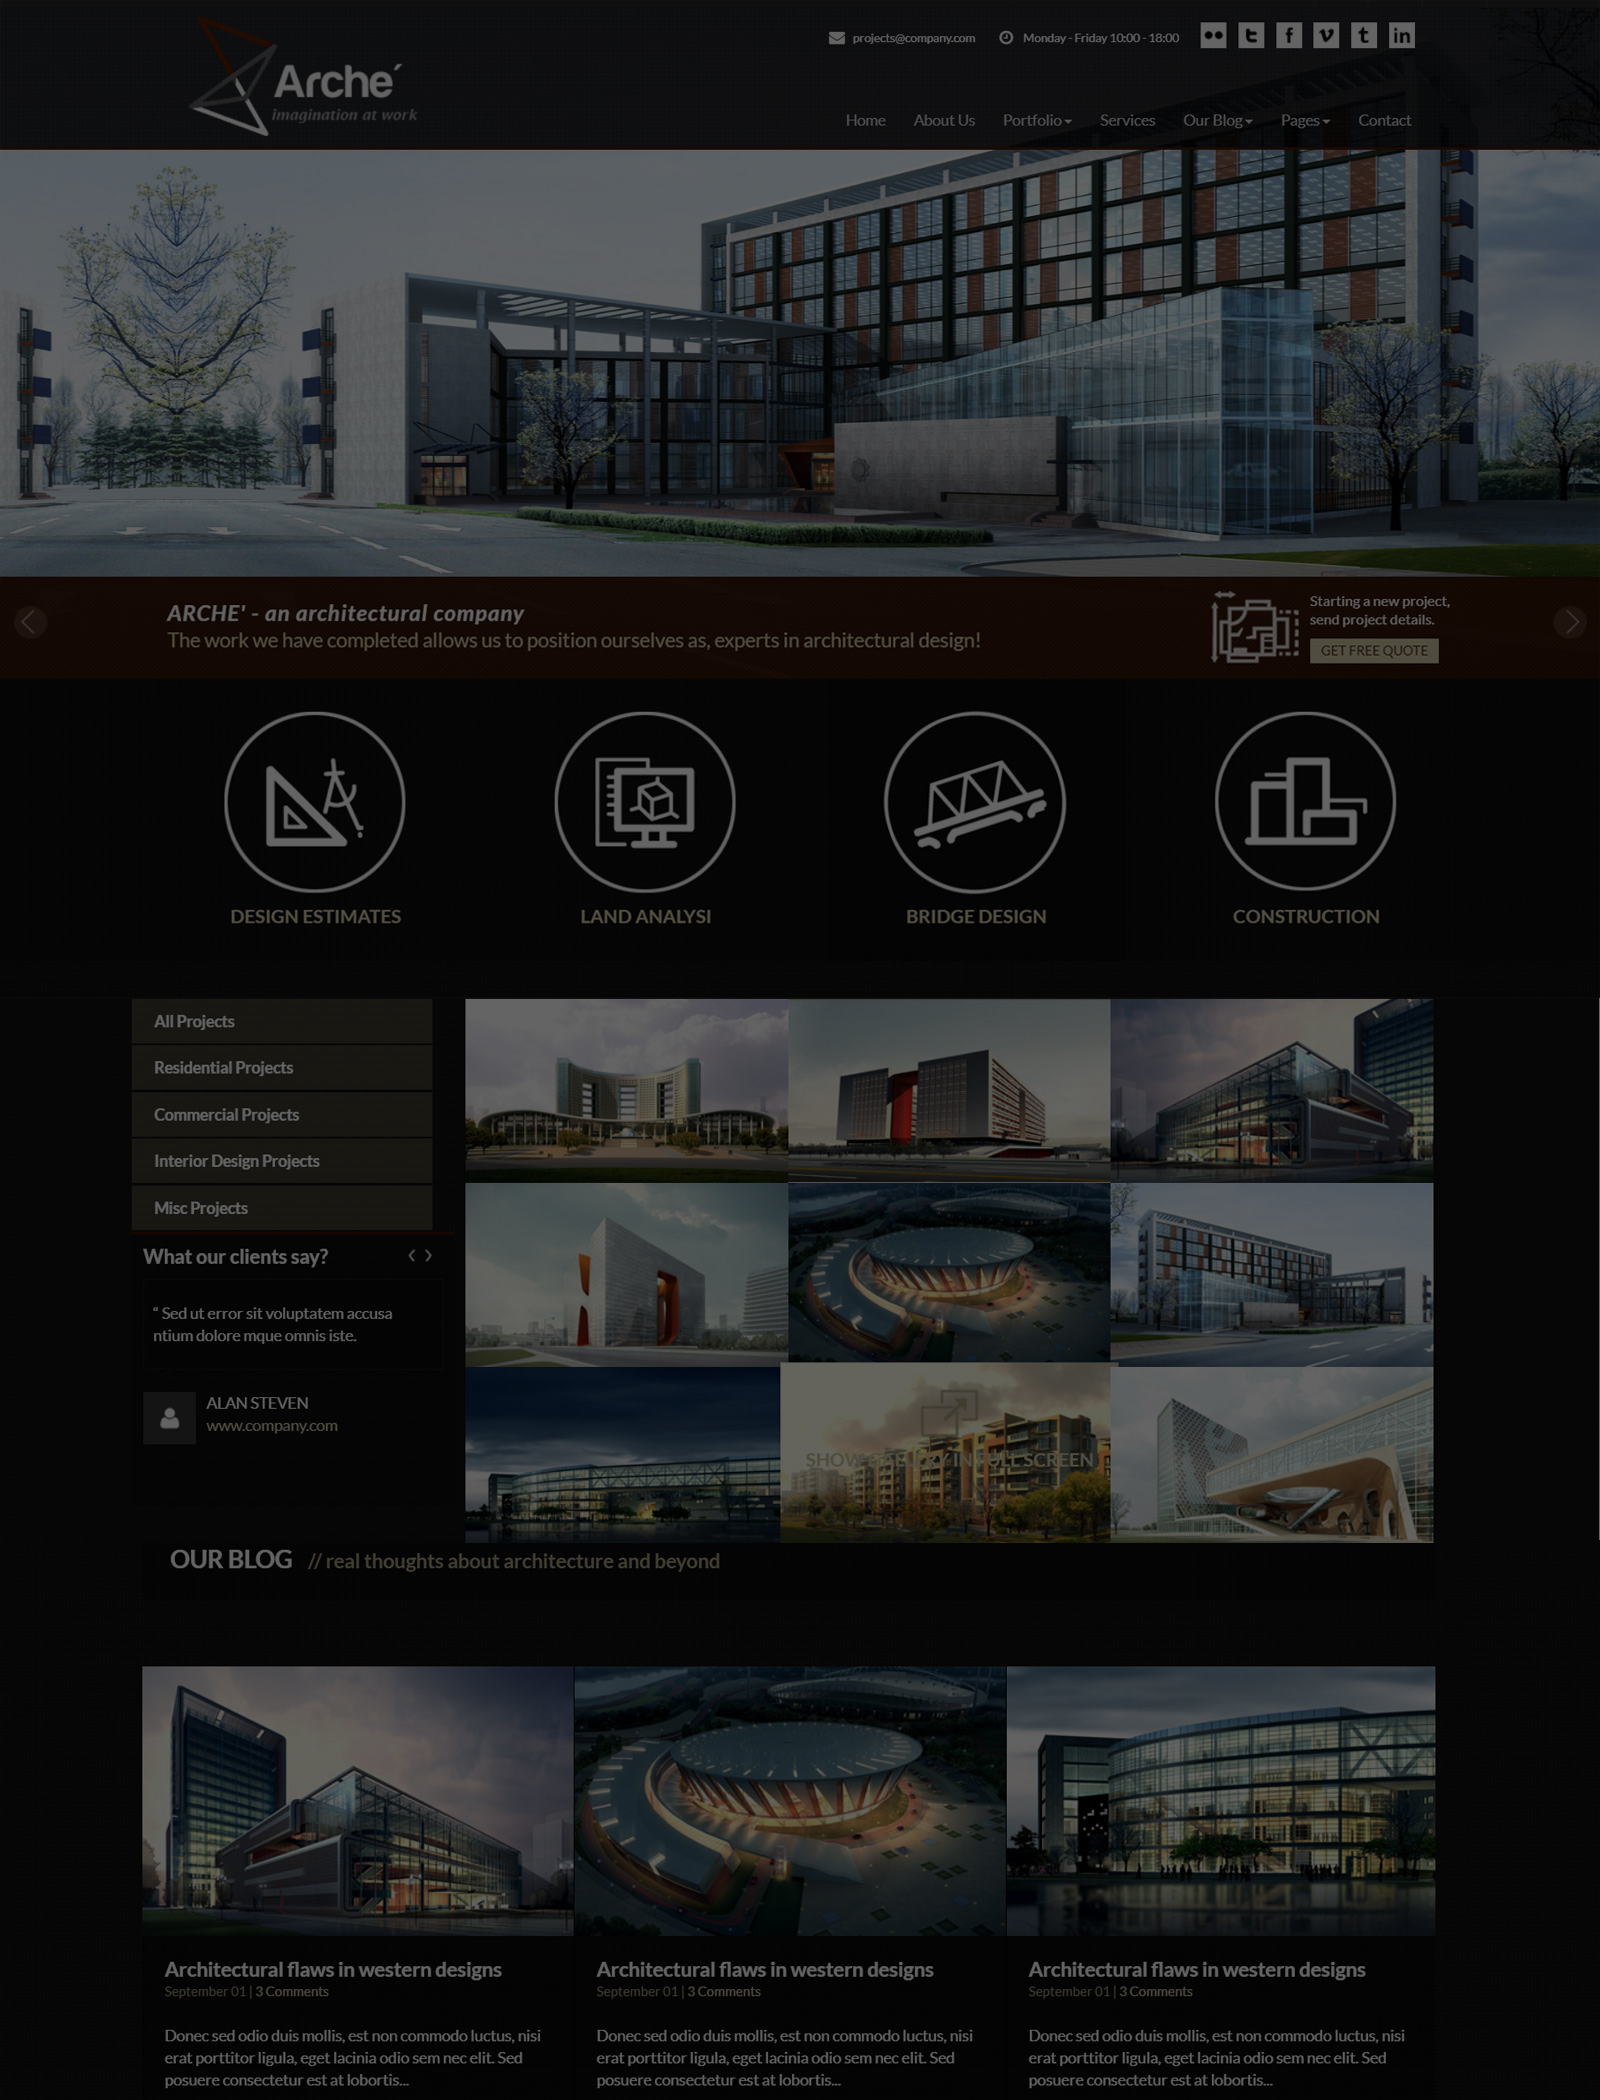 Arche´
imagination at work
projects@company.com
Monday - Friday 10:00 - 18:00
Home
About Us
Portfolio
Services
Our Blog
Pages
Contact
ARCHE' - an architectural company
The work we have completed allows us to position ourselves as, experts in architectural design!
Starting a new project,
send project details.
GET FREE QUOTE
DESIGN ESTIMATES
LAND ANALYSI
BRIDGE DESIGN
CONSTRUCTION
All Projects
Residential Projects
Commercial Projects
Interior Design Projects
Misc Projects
What our clients say?
“ Sed ut error sit voluptatem accusa
ntium dolore mque omnis iste.
ALAN STEVEN
www.company.com
SHOW GALLERY IN FULL SCREEN
OUR BLOG // real thoughts about architecture and beyond
Architectural flaws in western designs
September 01 | 3 Comments
Donec sed odio duis mollis, est non commodo luctus, nisi
erat porttitor ligula, eget lacinia odio sem nec elit. Sed
posuere consectetur est at lobortis...
Architectural flaws in western designs
September 01 | 3 Comments
Donec sed odio duis mollis, est non commodo luctus, nisi
erat porttitor ligula, eget lacinia odio sem nec elit. Sed
posuere consectetur est at lobortis...
Architectural flaws in western designs
September 01 | 3 Comments
Donec sed odio duis mollis, est non commodo luctus, nisi
erat porttitor ligula, eget lacinia odio sem nec elit. Sed
posuere consectetur est at lobortis...